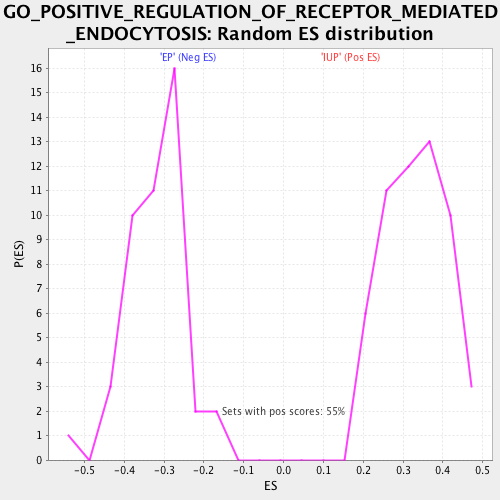 GO_POSITIVE_REGULATION_OF_RECEPTOR_MEDIATED
_ENDOCYTOSIS: Random ES distribution
'EP' (Neg ES) 'IUP' (Pos ES)
16
15
14
13
12
11
10
9
8
7
6
5
4
3
2
1
0
P(ES)
Sets with pos scores: 55%
-0.5 -0.4 -0.3 -0.2 -0.1 0.0 0.1 0.2 0.3 0.4 0.5
ES